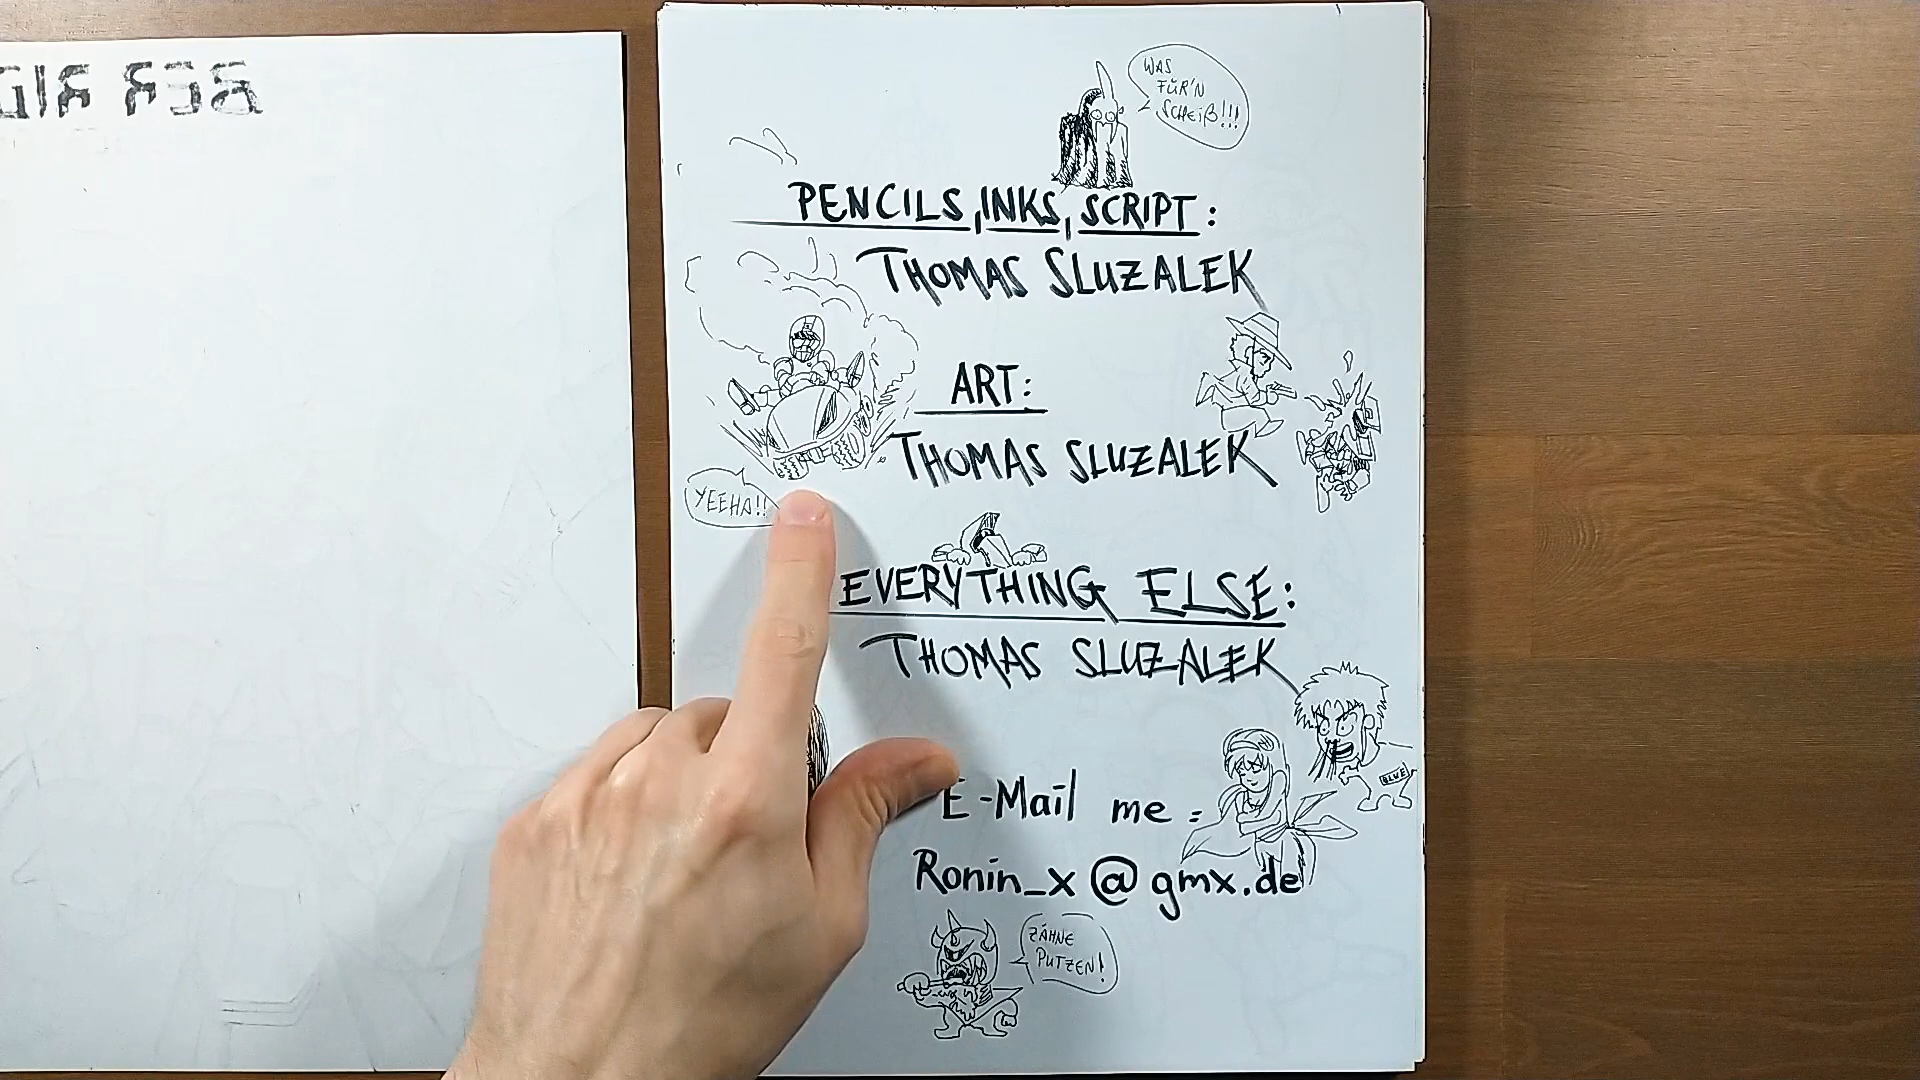 WAS
FÜR'N
SCHEIß!!!
PENCILS, INKS, SCRIPT:
THOMAS SLUZALEK
ART:
THOMAS SLUZALEK
YEEHA!!
EVERYTHING ELSE:
THOMAS SLUZALEK
BLUE
E-Mail me:
Ronin_x@gmx.de
ZÄHNE
PUTZEN!